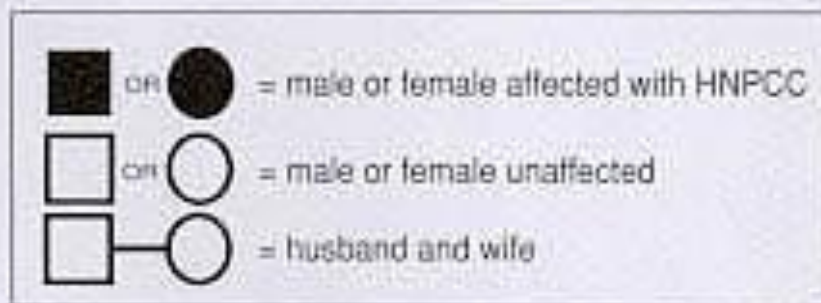 OR = male or female affected with HNPCC
OR = male or female unaffected
= husband and wife